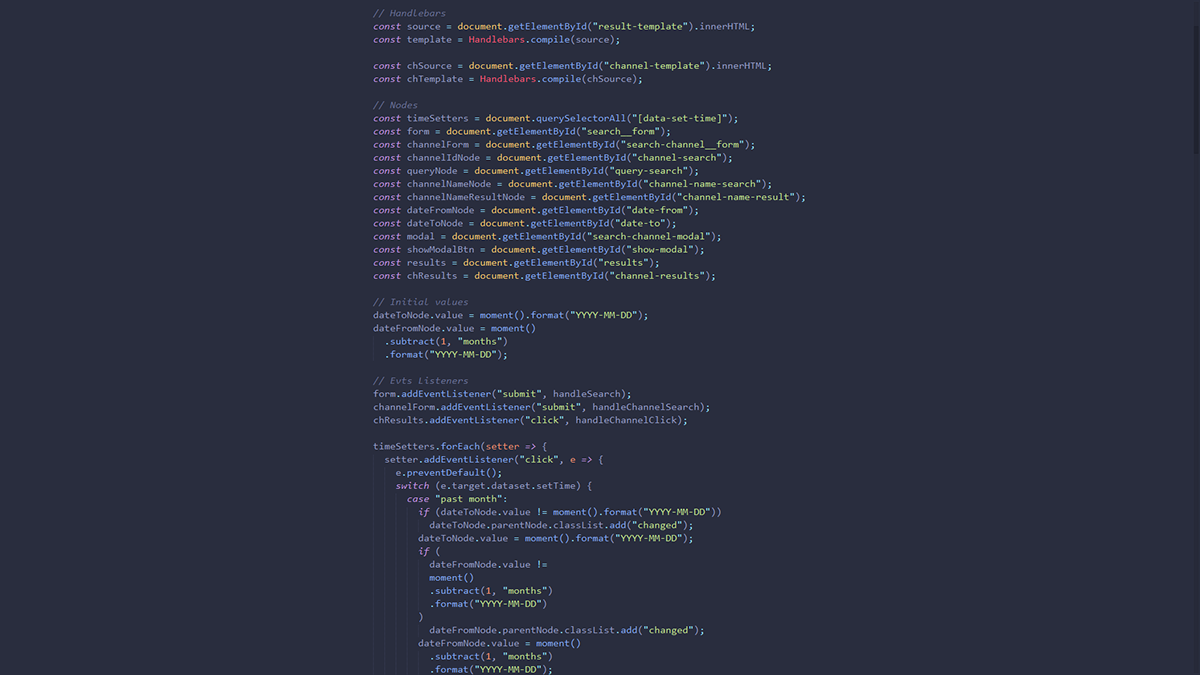 // Handlebars
const source = document.getElementById("result-template").innerHTML;
const template = Handlebars.compile(source);
const chSource = document.getElementById("channel-template").innerHTML;
const chTemplate = Handlebars.compile(chSource);
// Nodes
const timeSetters = document.querySelectorAll("[data-set-time]");
const form = document.getElementById("search__form");
const channelForm = document.getElementById("search-channel__form");
const channelIdNode = document.getElementById("channel-search");
const queryNode = document.getElementById("query-search");
const channelNameNode = document.getElementById("channel-name-search");
const channelNameResultNode = document.getElementById("channel-name-result");
const dateFromNode = document.getElementById("date-from");
const dateToNode = document.getElementById("date-to");
const modal = document.getElementById("search-channel-modal");
const showModalBtn = document.getElementById("show-modal");
const results = document.getElementById("results");
const chResults = document.getElementById("channel-results");
// Initial values
dateToNode.value = moment().format("YYYY-MM-DD");
dateFromNode.value = moment()
.subtract(1, "months")
.format("YYYY-MM-DD");
// Evts Listeners
form.addEventListener("submit", handleSearch);
channelForm.addEventListener("submit", handleChannelSearch);
chResults.addEventListener("click", handleChannelClick);
timeSetters.forEach(setter => {
setter.addEventListener("click", e => {
e.preventDefault();
switch (e.target.dataset.setTime) {
case "past month":
if (dateToNode.value != moment().format("YYYY-MM-DD"))
dateToNode.parentNode.classList.add("changed");
dateToNode.value = moment().format("YYYY-MM-DD");
if (
dateFromNode.value !=
moment()
.subtract(1, "months")
.format("YYYY-MM-DD")
)
dateFromNode.parentNode.classList.add("changed");
dateFromNode.value = moment()
.subtract(1, "months")
.format("YYYY-MM-DD");